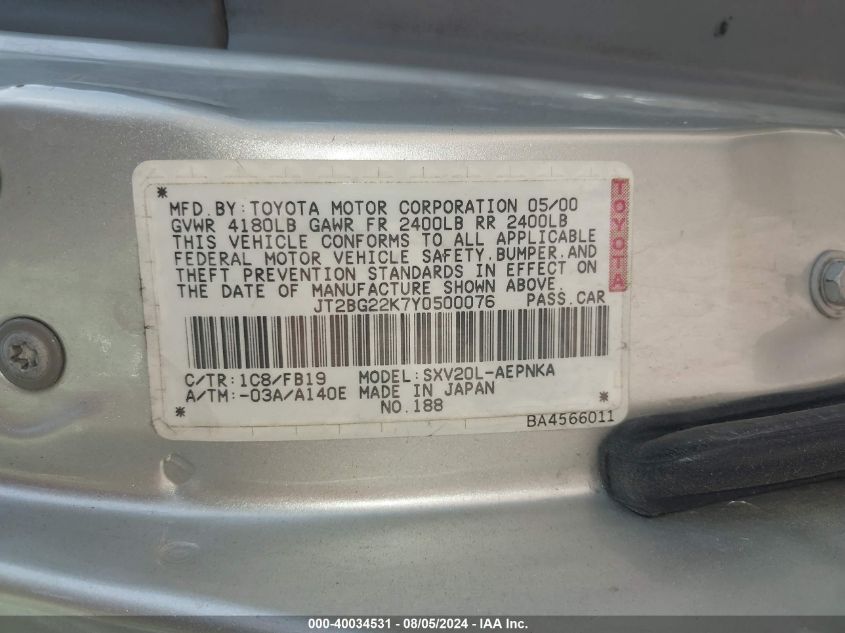 MFD.BY:TOYOTA MOTOR CORPORATION 05/00
GVWR 4180LB GAWR FR 2400LB RR 2400LB
THIS VEHICLE CONFORMS TO ALL APPLICABLE
FEDERAL MOTOR VEHICLE SAFETY,BUMPER,AND
THEFT PREVENTION STANDARDS IN EFFECT ON
THE DATE OF MANUFACTURE SHOWN ABOVE.
JT2BG22K7Y0500076 PASS.CAR
TOYOTA
C/TR:1C8/FB19 MODEL:SXV20L-AEPNKA
A/TM:-03A/A140E MADE IN JAPAN
NO.188
BA4566011
000-40034531 - 08/05/2024 - IAA Inc.